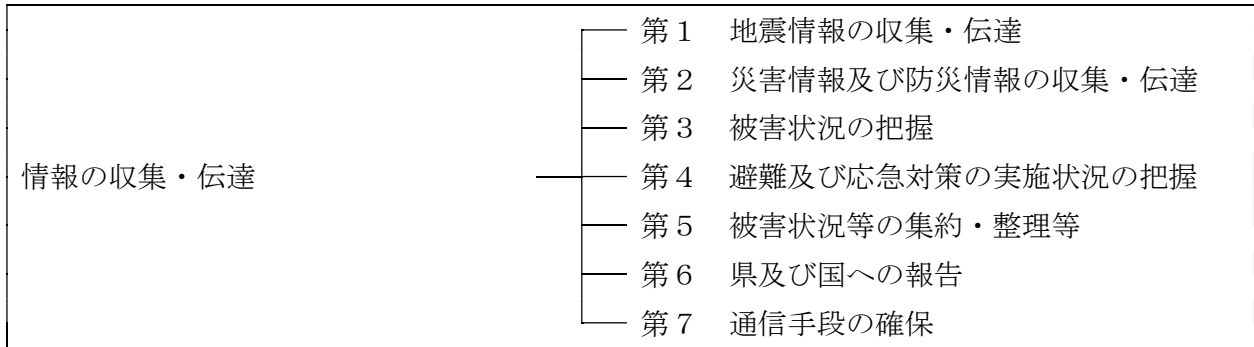 第１　地震情報の収集・伝達
第２　災害情報及び防災情報の収集・伝達
第３　被害状況の把握
情報の収集・伝達
第４　避難及び応急対策の実施状況の把握
第５　被害状況等の集約・整理等
第６　県及び国への報告
第７　通信手段の確保